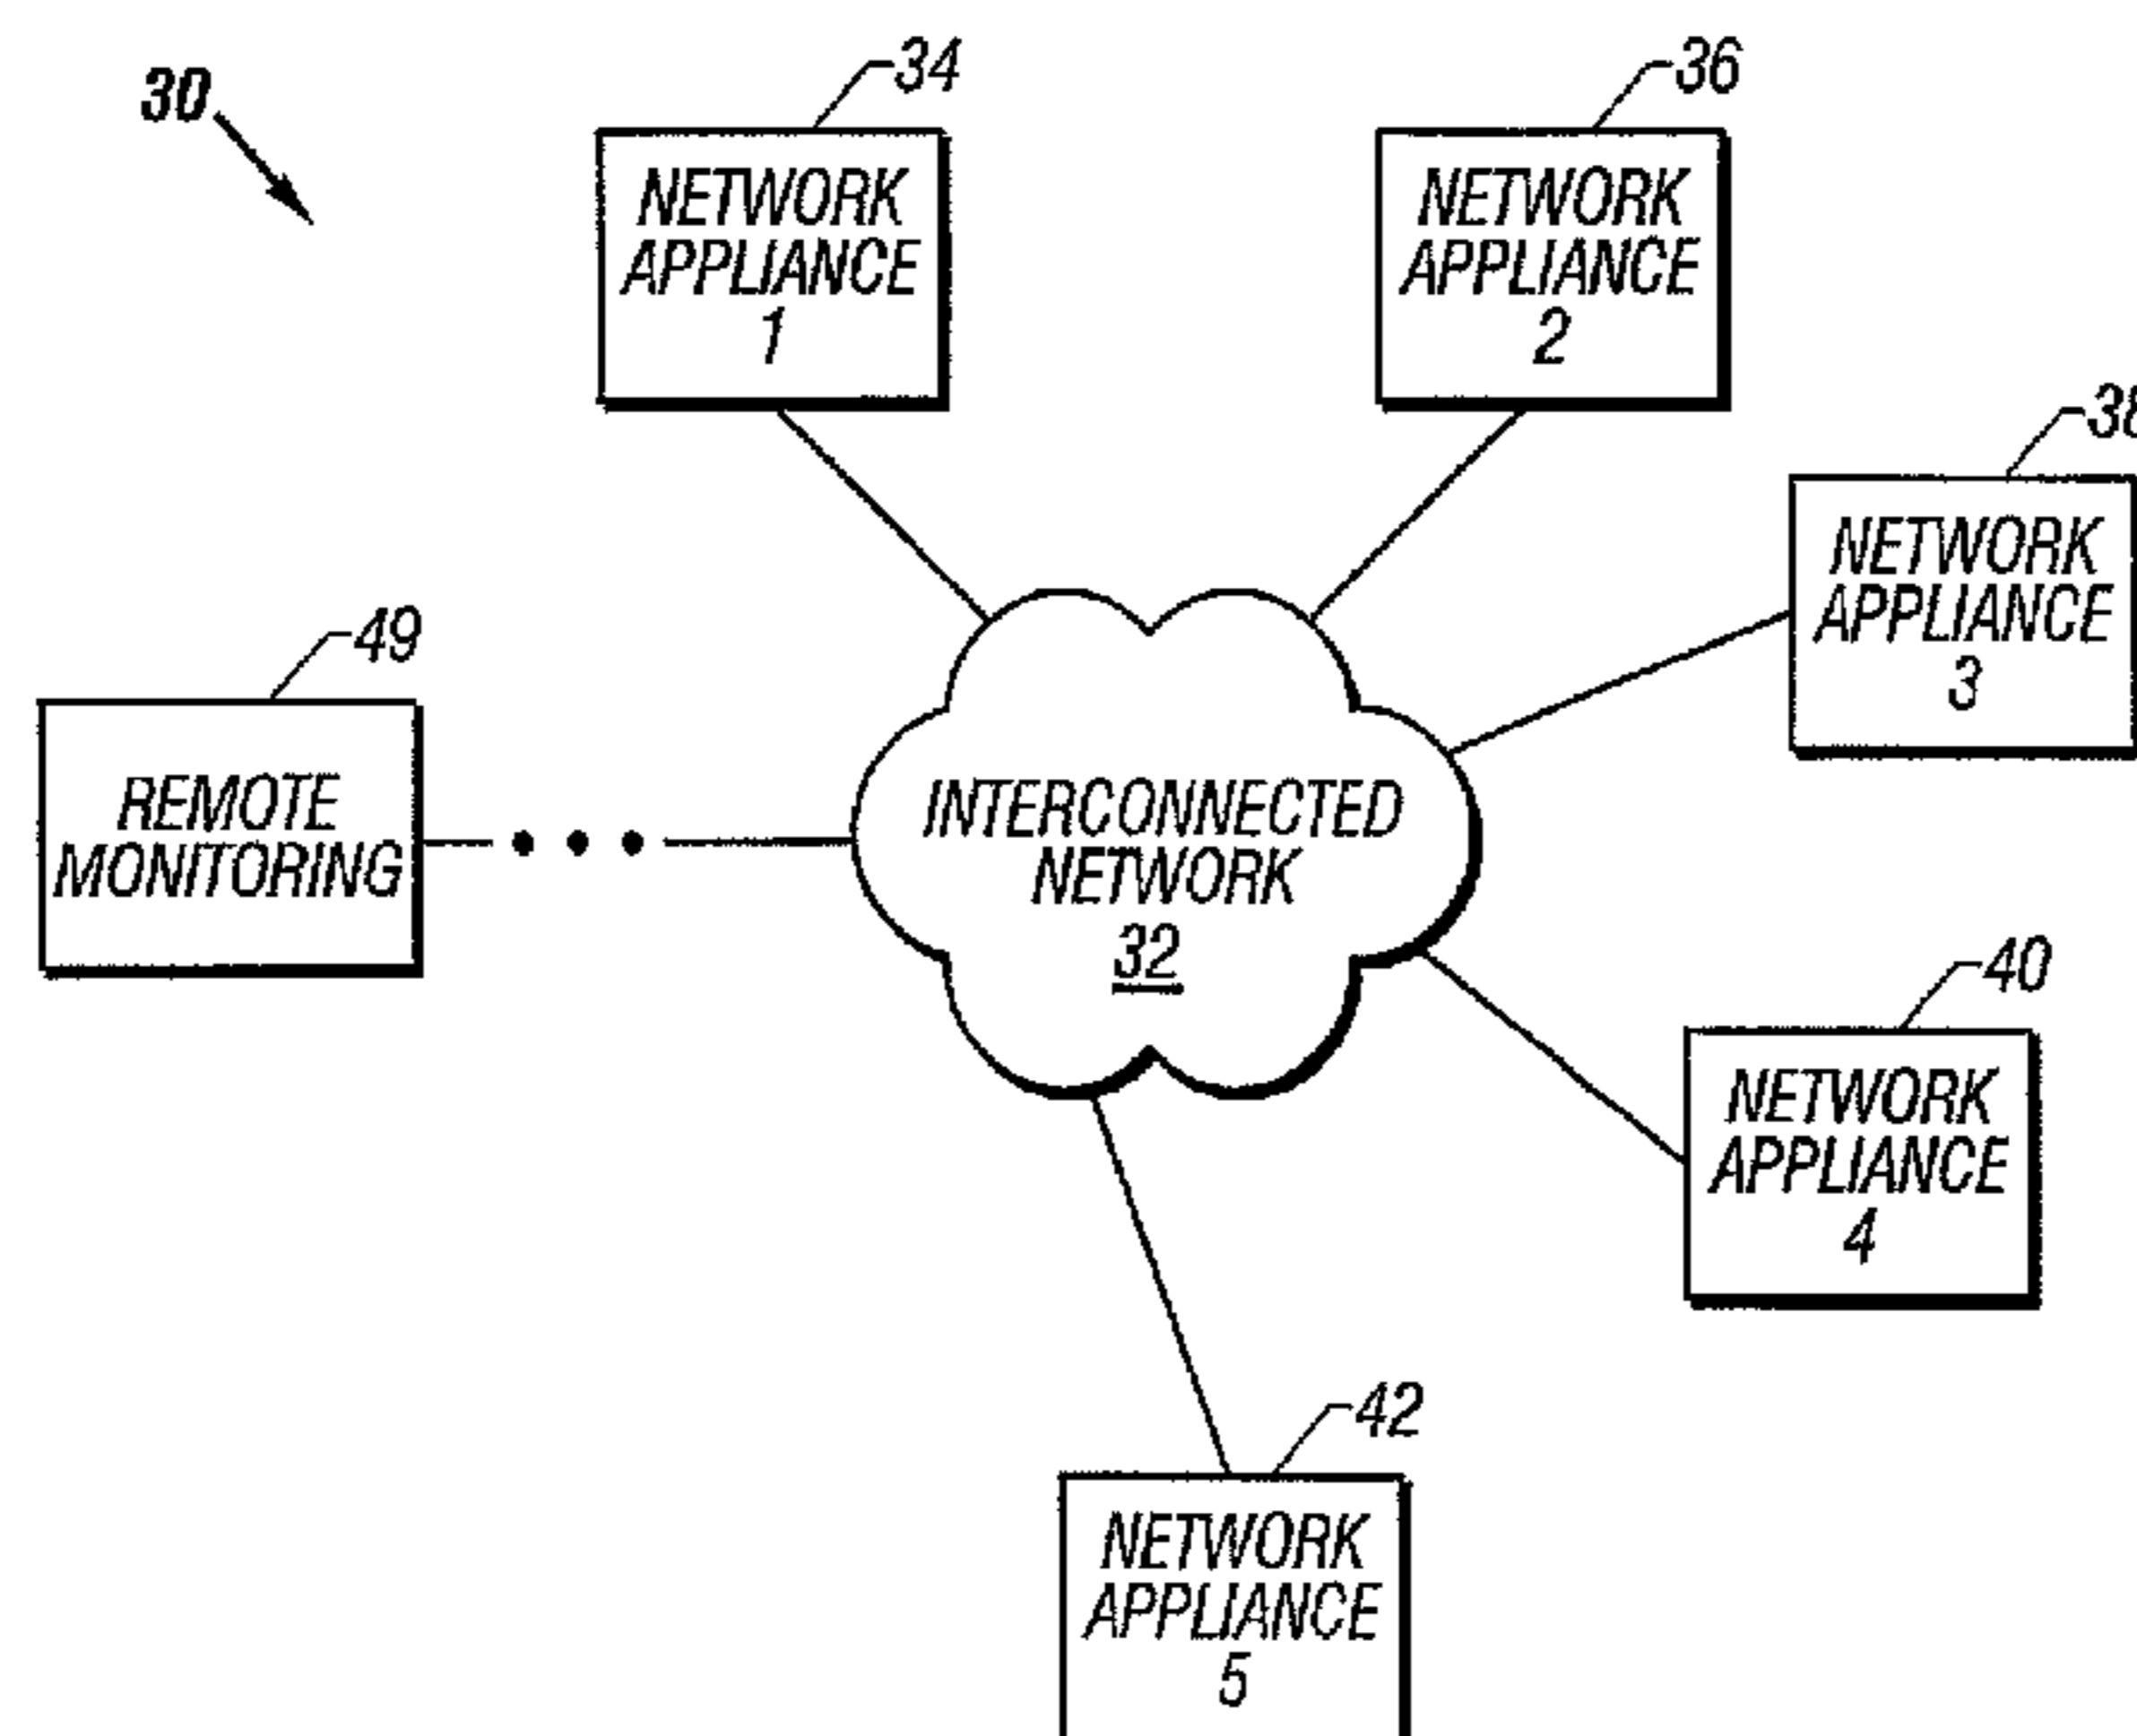 30
34
NETWORK
APPLIANCE
1
36
NETWORK
APPLIANCE
2
38
NETWORK
APPLIANCE
3
49
REMOTE
MONITORING
INTERCONNECTED
NETWORK
32
40
NETWORK
APPLIANCE
4
42
NETWORK
APPLIANCE
5